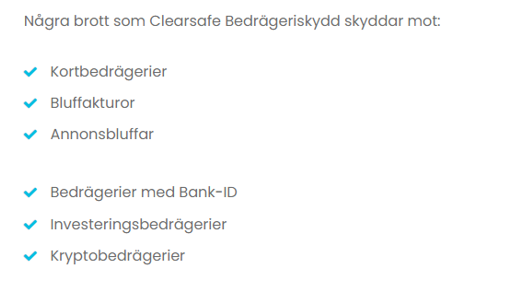 Några brott som Clearsafe Bedrägeriskydd skyddar mot:
Kortbedrägerier
Bluffakturor
Annonsbluffar
Bedrägerier med Bank-ID
Investeringsbedrägerier
Kryptobedrägerier